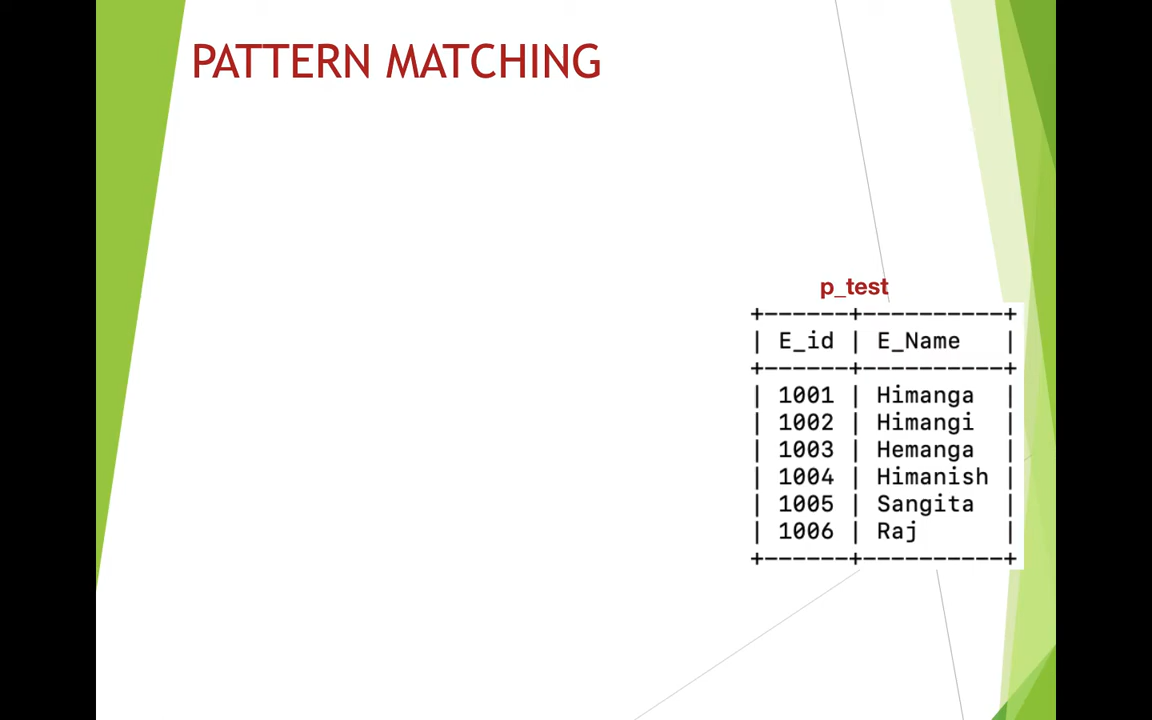 PATTERN MATCHING
p_test
+------+-----------+
| E_id | E_Name    |
+------+-----------+
| 1001 | Himanga   |
| 1002 | Himangi   |
| 1003 | Hemanga   |
| 1004 | Himanish  |
| 1005 | Sangita   |
| 1006 | Raj       |
+------+-----------+